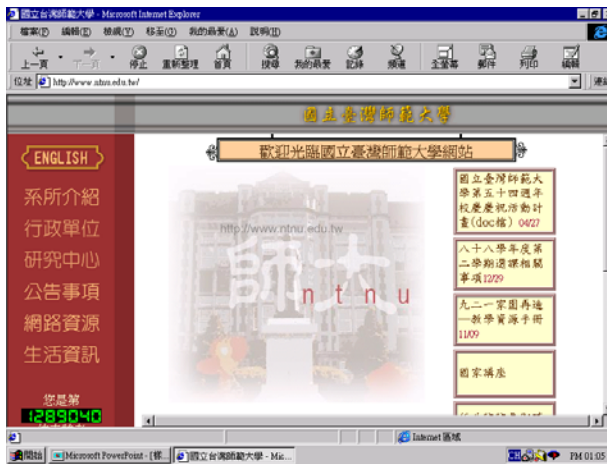 國立台灣師範大學 - Microsoft Internet Explorer
檔案(F) 編輯(E) 檢視(V) 移至(G) 我的最愛(A) 說明(H)
上一頁 下一頁 停止 重新整理 首頁 搜尋 我的最愛 記錄 頻道 全螢幕 郵件 列印 編輯
位址 http://www.ntnu.edu.tw/
國立臺灣師範大學
歡迎光臨國立臺灣師範大學網站
ENGLISH
系所介紹
行政單位
研究中心
公告事項
網路資源
生活資訊
您是第
1289040
http://www.ntnu.edu.tw
師大
ntnu
國立臺灣師範大
學第五十四週年
校慶慶祝活動計
畫(doc檔) 04/27
八十八學年度第
二學期選課相關
事項12/29
九二一家園再造
—教學資源手冊
11/09
國家講座
Internet 區域
開始 Microsoft PowerPoint - [ 國立台灣師範大學 - Mic...
PM 01:05